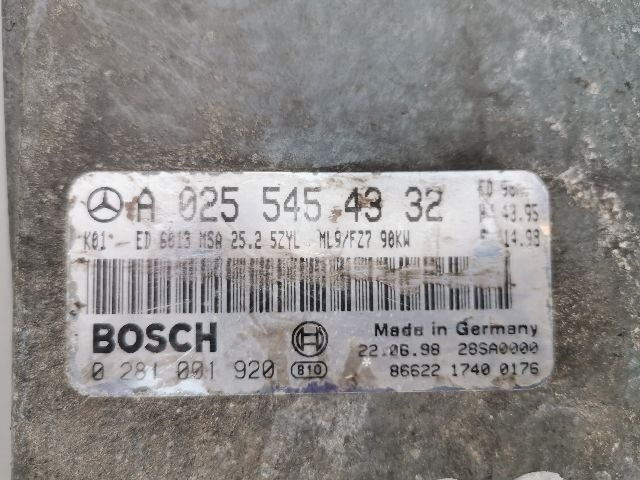 A 025 545 43 32
K01 ED 6013 MSA 25.2 5ZYL ML9/FZ7 90KW
BOSCH
0 281 001 920 810
Made in Germany
22.06.98 28SA0000
86622 1740 0176